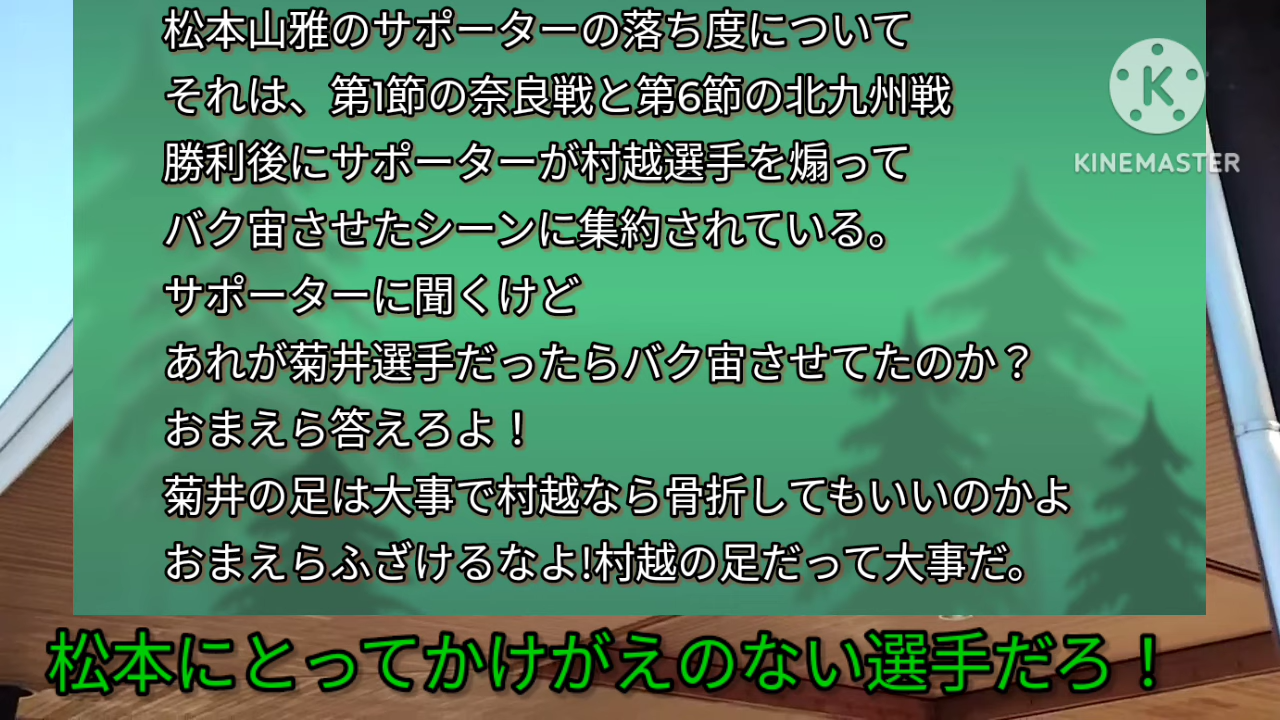 松本山雅のサポーターの落ち度について
それは、第1節の奈良戦と第6節の北九州戦
勝利後にサポーターが村越選手を煽って
バク宙させたシーンに集約されている。
サポーターに聞くけど
あれが菊井選手だったらバク宙させてたのか？
おまえら答えろよ！
菊井の足は大事で村越なら骨折してもいいのかよ
おまえらふざけるなよ!村越の足だって大事だ。
松本にとってかけがえのない選手だろ！
K
KINEMASTER